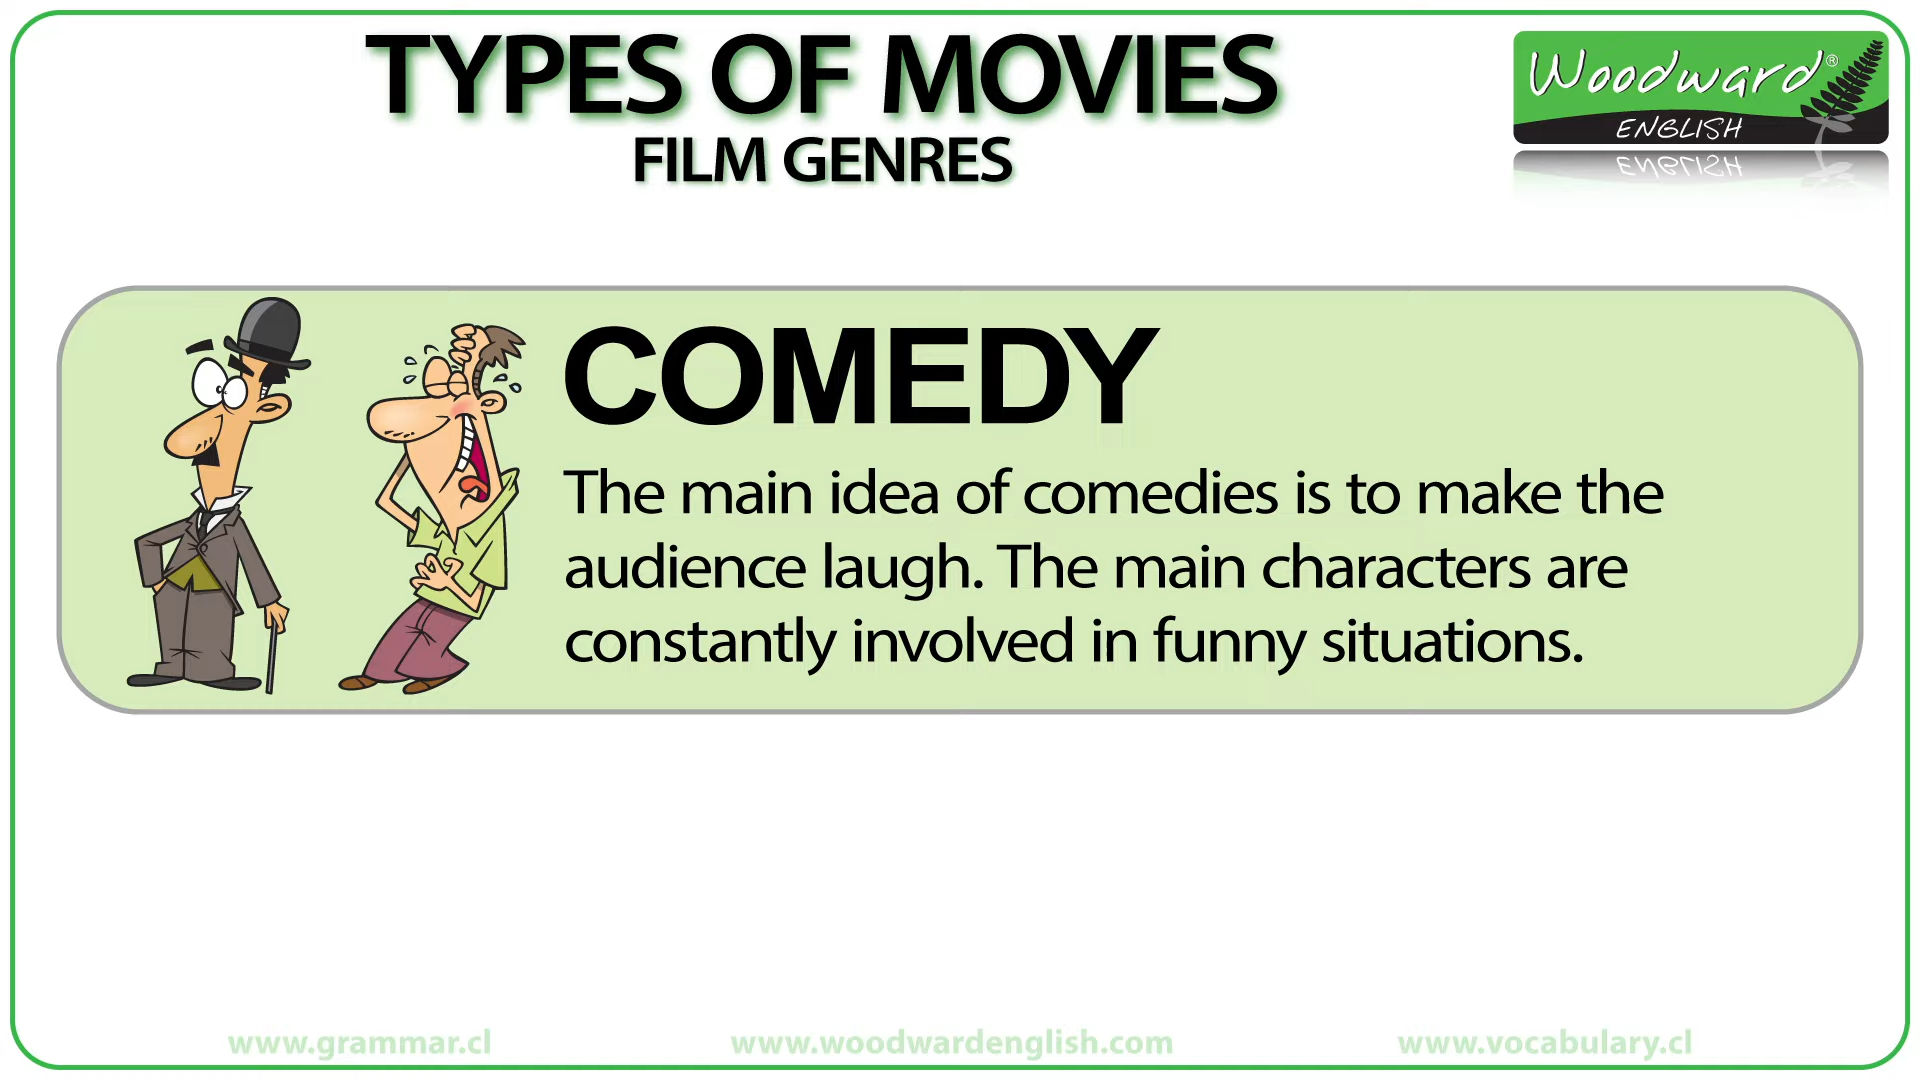 TYPES OF MOVIES
FILM GENRES
Woodward®
ENGLISH
COMEDY
The main idea of comedies is to make the
audience laugh. The main characters are
constantly involved in funny situations.
www.grammar.cl
www.woodwardenglish.com
www.vocabulary.cl